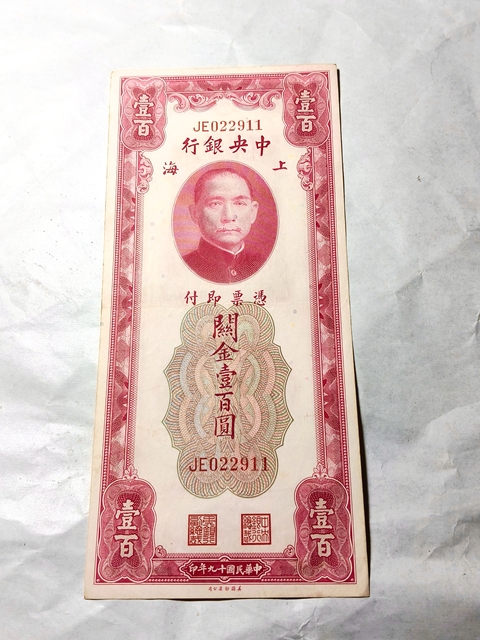 壹百
壹百
JE022911
中央銀行
上海
憑票即付
關金壹百圓
JE022911
壹百
壹百
中華民國十九年印